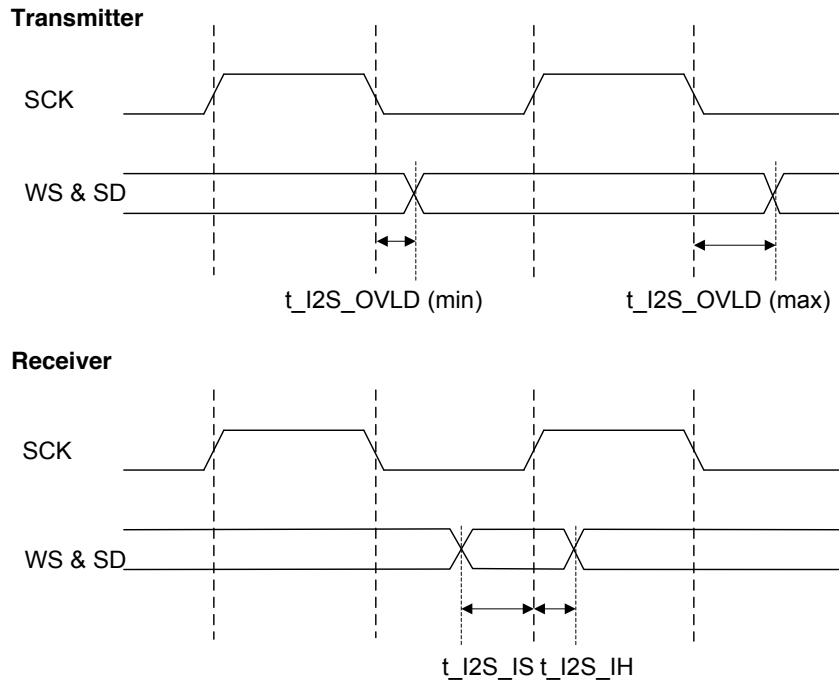 Transmitter
SCK
WS & SD
t_I2S_OVLD (min)
t_I2S_OVLD (max)
Receiver
SCK
WS & SD
t_I2S_IS
t_I2S_IH